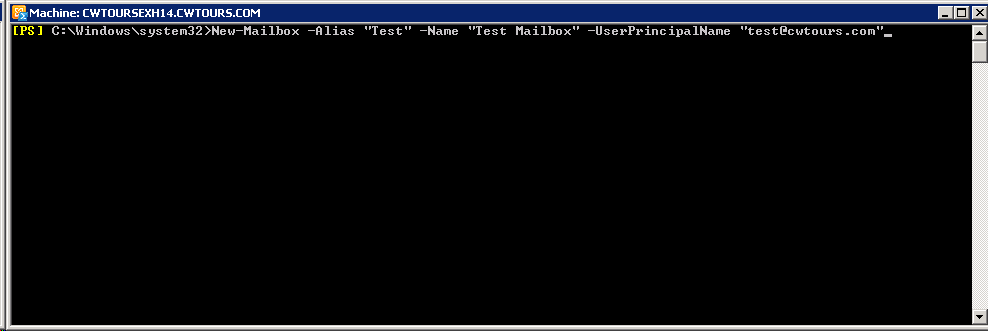 Machine: CWTOURSEXH14.CWTOURS.COM
[PS] C:\Windows\system32>New-Mailbox -Alias "Test" -Name "Test Mailbox" -UserPrincipalName "test@cwtours.com"_